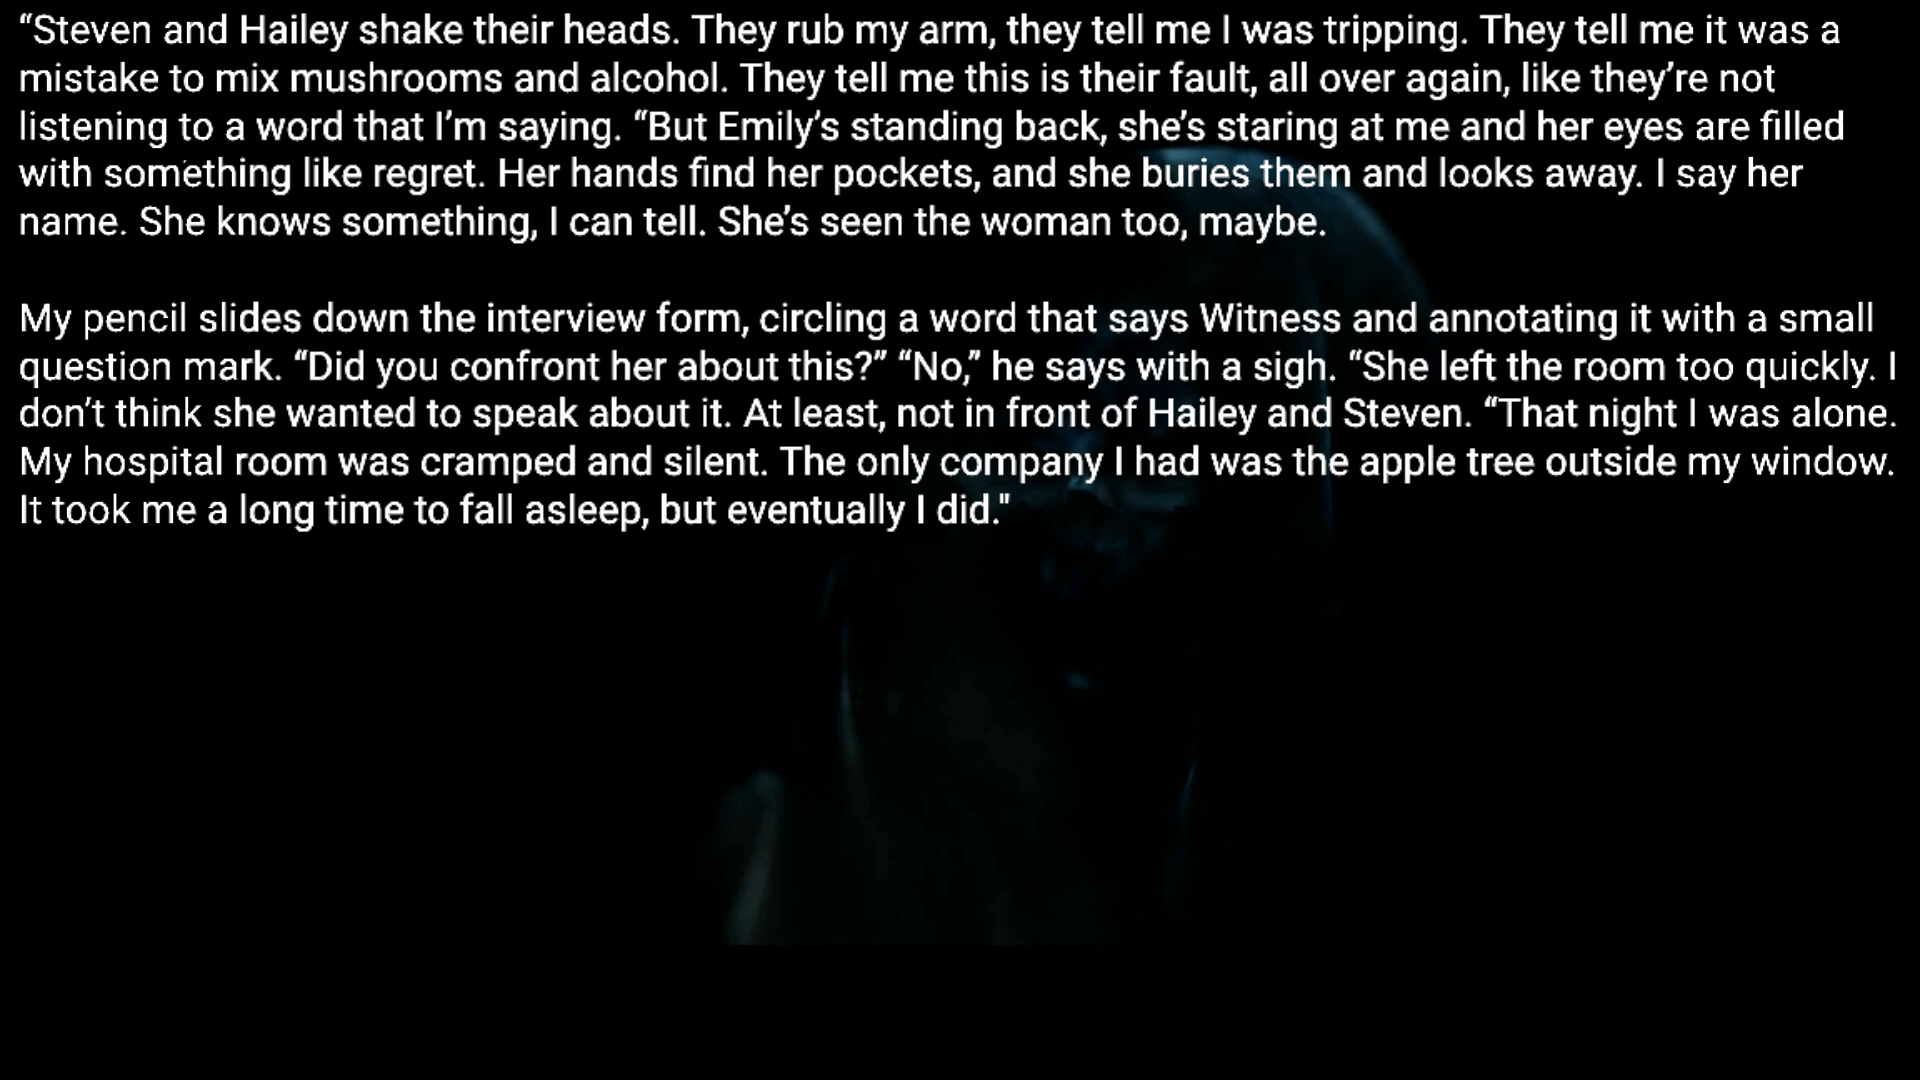 “Steven and Hailey shake their heads. They rub my arm, they tell me I was tripping. They tell me it was a
mistake to mix mushrooms and alcohol. They tell me this is their fault, all over again, like they’re not
listening to a word that I’m saying. “But Emily’s standing back, she’s staring at me and her eyes are filled
with something like regret. Her hands find her pockets, and she buries them and looks away. I say her
name. She knows something, I can tell. She’s seen the woman too, maybe.
My pencil slides down the interview form, circling a word that says Witness and annotating it with a small
question mark. “Did you confront her about this?” “No,” he says with a sigh. “She left the room too quickly. I
don’t think she wanted to speak about it. At least, not in front of Hailey and Steven. “That night I was alone.
My hospital room was cramped and silent. The only company I had was the apple tree outside my window.
It took me a long time to fall asleep, but eventually I did."